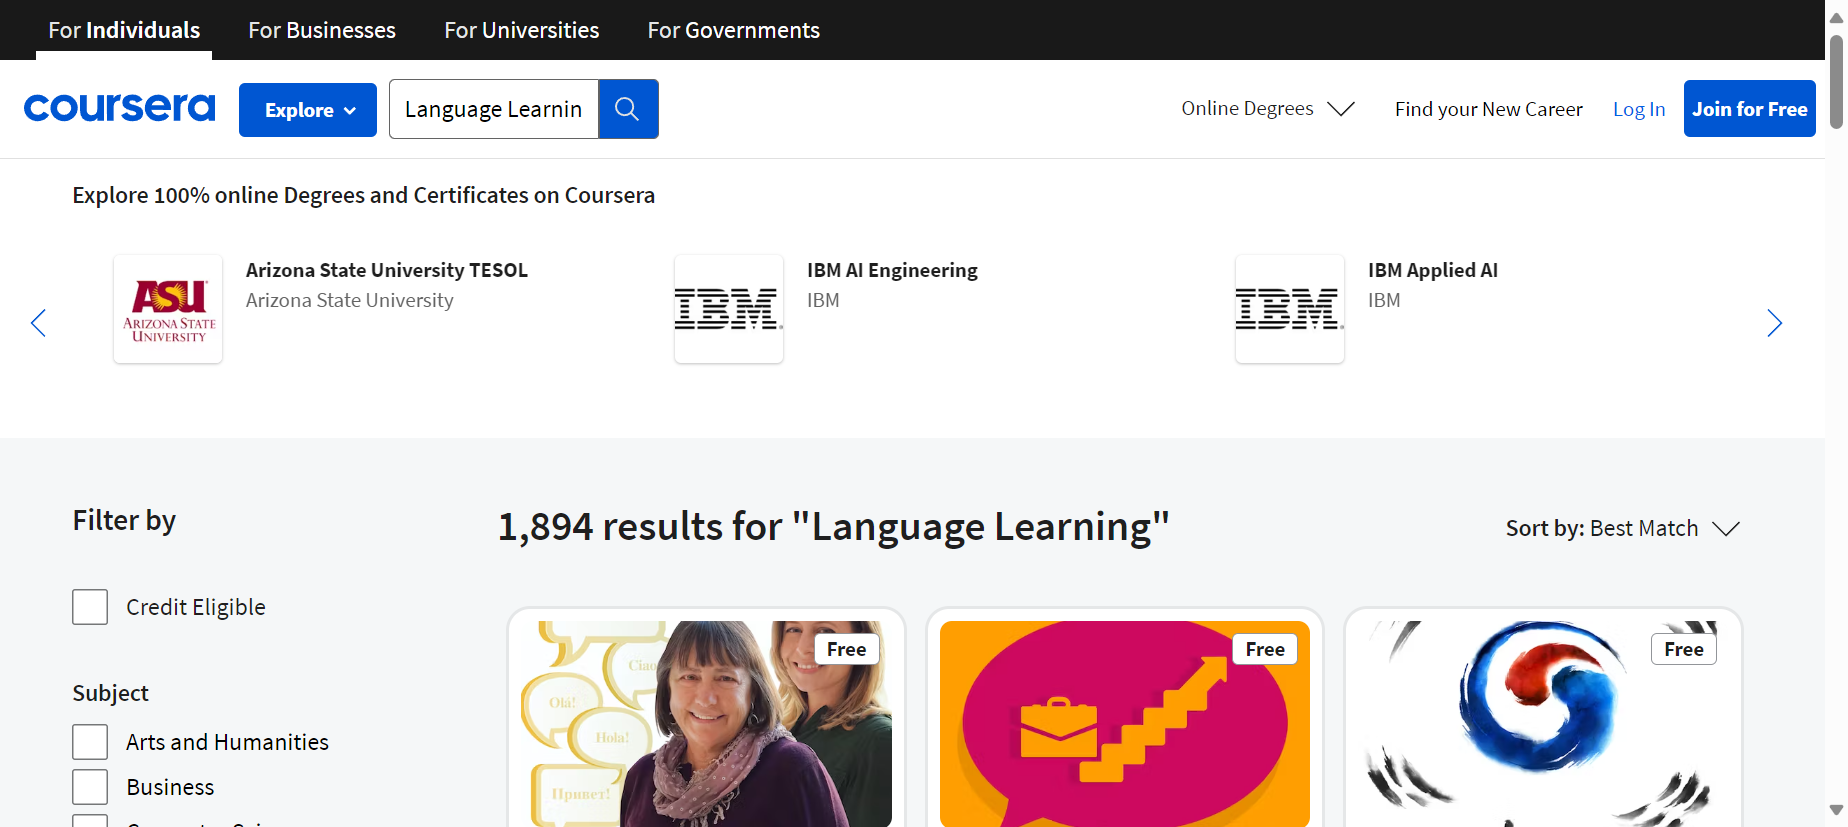 For Individuals
For Businesses
For Universities
For Governments
coursera
Explore
Language Learnin
Online Degrees
Find your New Career
Log In
Join for Free
Explore 100% online Degrees and Certificates on Coursera
ASU
ARIZONA STATE
UNIVERSITY
Arizona State University TESOL
Arizona State University
IBM
IBM AI Engineering
IBM
IBM
IBM Applied AI
IBM
Filter by
1,894 results for "Language Learning"
Sort by: Best Match
Credit Eligible
Subject
Arts and Humanities
Business
Free
Ciao
Olá!
Hola!
Привет!
Free
Free